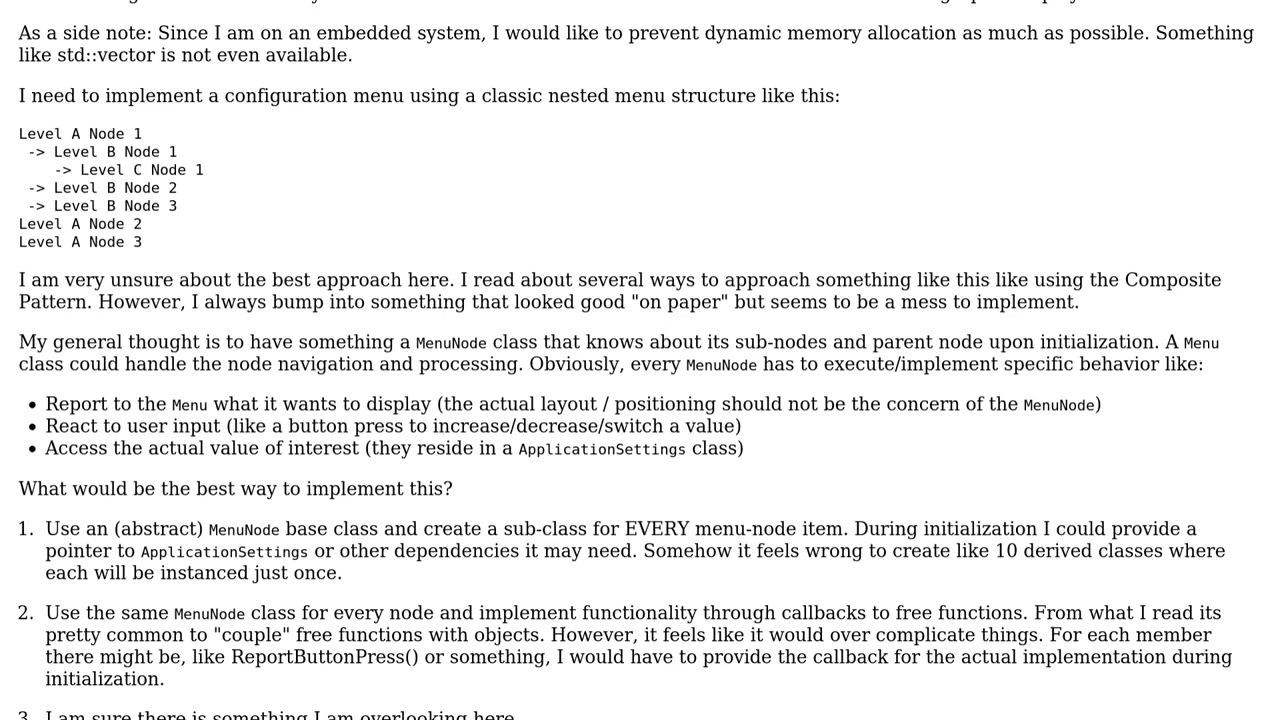 As a side note: Since I am on an embedded system, I would like to prevent dynamic memory allocation as much as possible. Something
like std::vector is not even available.
I need to implement a configuration menu using a classic nested menu structure like this:
Level A Node 1
 -> Level B Node 1
    -> Level C Node 1
 -> Level B Node 2
 -> Level B Node 3
Level A Node 2
Level A Node 3
I am very unsure about the best approach here. I read about several ways to approach something like this like using the Composite
Pattern. However, I always bump into something that looked good "on paper" but seems to be a mess to implement.
My general thought is to have something a MenuNode class that knows about its sub-nodes and parent node upon initialization. A Menu
class could handle the node navigation and processing. Obviously, every MenuNode has to execute/implement specific behavior like:
• Report to the Menu what it wants to display (the actual layout / positioning should not be the concern of the MenuNode)
• React to user input (like a button press to increase/decrease/switch a value)
• Access the actual value of interest (they reside in a ApplicationSettings class)
What would be the best way to implement this?
1. Use an (abstract) MenuNode base class and create a sub-class for EVERY menu-node item. During initialization I could provide a
pointer to ApplicationSettings or other dependencies it may need. Somehow it feels wrong to create like 10 derived classes where
each will be instanced just once.
2. Use the same MenuNode class for every node and implement functionality through callbacks to free functions. From what I read its
pretty common to "couple" free functions with objects. However, it feels like it would over complicate things. For each member
there might be, like ReportButtonPress() or something, I would have to provide the callback for the actual implementation during
initialization.
3. I am sure there is something I am overlooking here